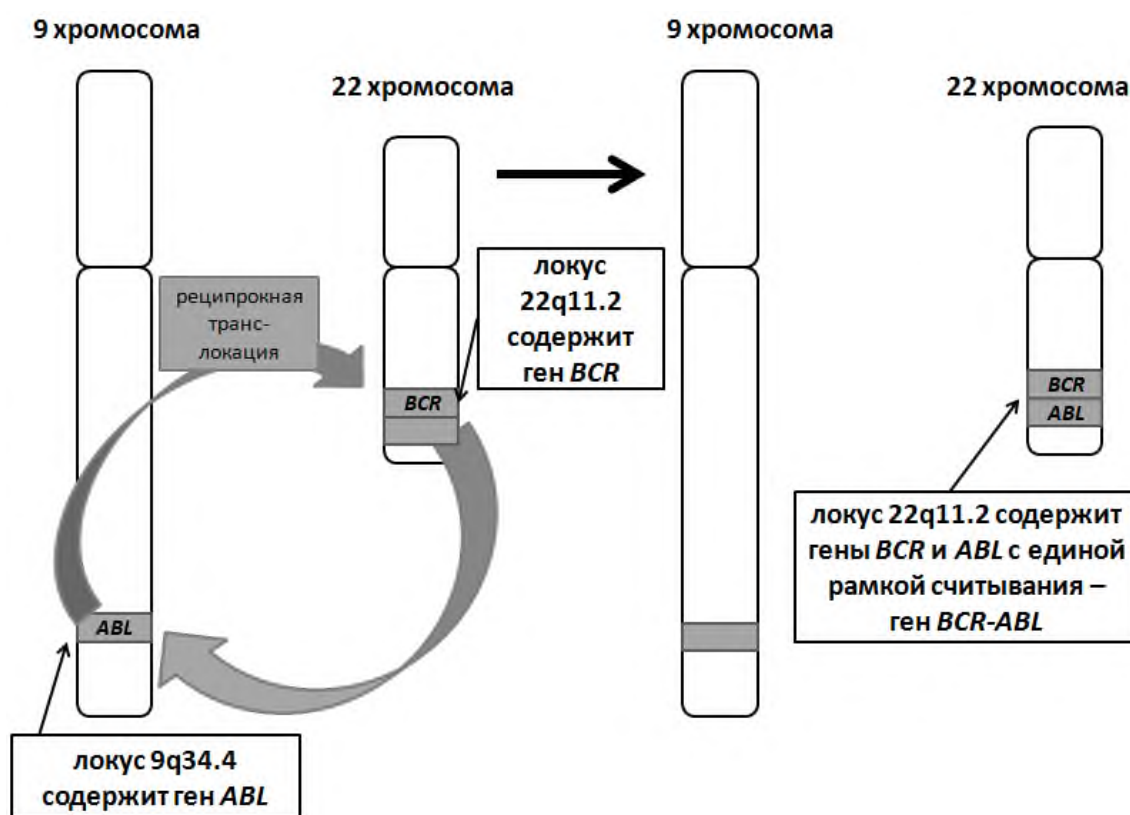 9 хромосома
22 хромосома
9 хромосома
22 хромосома
реципрокная
транс-
локация
локус
22q11.2
содержит
ген BCR
BCR
ABL
локус 9q34.4
содержит ген ABL
BCR
ABL
локус 22q11.2 содержит
гены BCR и ABL с единой
рамкой считывания –
ген BCR-ABL